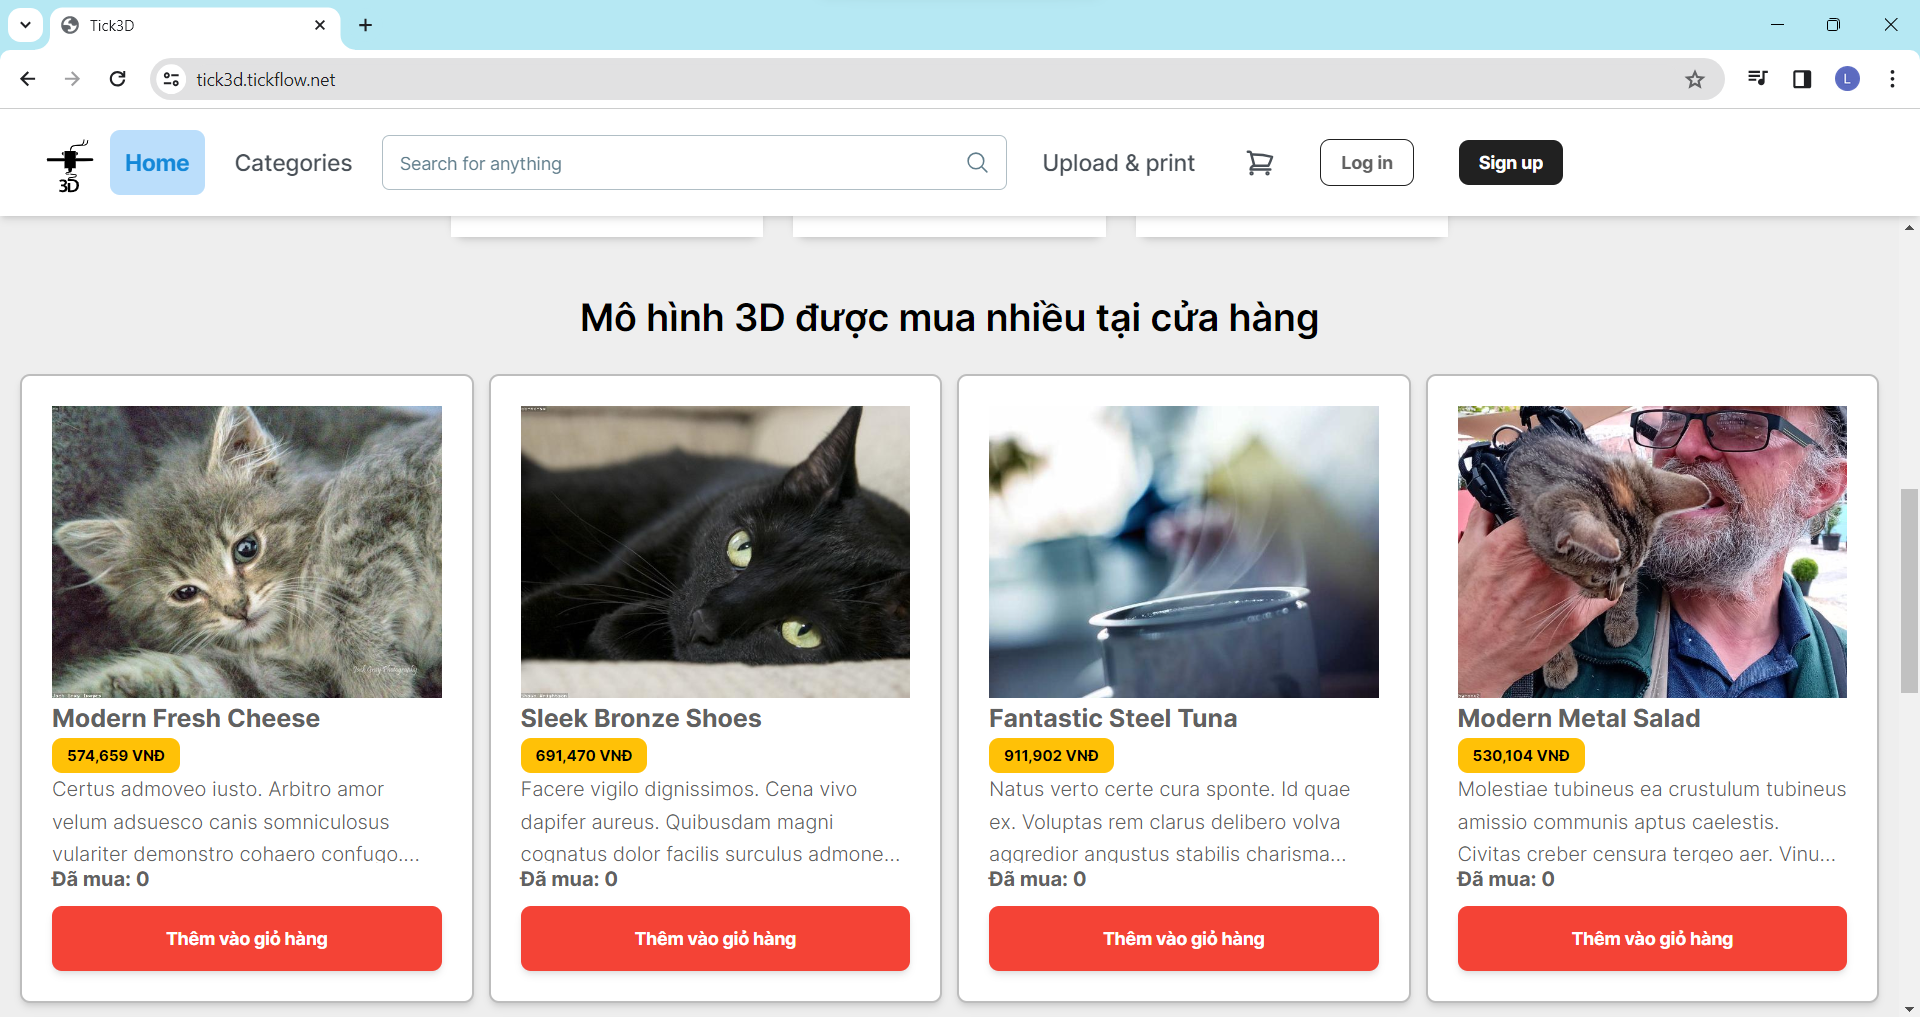 Tick3D
tick3d.tickflow.net
L
3D
Home
Categories
Search for anything
Upload & print
Log in
Sign up
Mô hình 3D được mua nhiều tại cửa hàng
Jack Gray Photography
Modern Fresh Cheese
574,659 VNĐ
Certus admoveo iusto. Arbitro amor
velum adsuesco canis somniculosus
vulariter demonstro cohaero confugo....
Đã mua: 0
Thêm vào giỏ hàng
Sleek Bronze Shoes
691,470 VNĐ
Facere vigilo dignissimos. Cena vivo
dapifer aureus. Quibusdam magni
cognatus dolor facilis surculus admone...
Đã mua: 0
Thêm vào giỏ hàng
Fantastic Steel Tuna
911,902 VNĐ
Natus verto certe cura sponte. Id quae
ex. Voluptas rem clarus delibero volva
aggredior angustus stabilis charisma...
Đã mua: 0
Thêm vào giỏ hàng
Modern Metal Salad
530,104 VNĐ
Molestiae tubineus ea crustulum tubineus
amissio communis aptus caelestis.
Civitas creber censura tergeo aer. Vinu...
Đã mua: 0
Thêm vào giỏ hàng